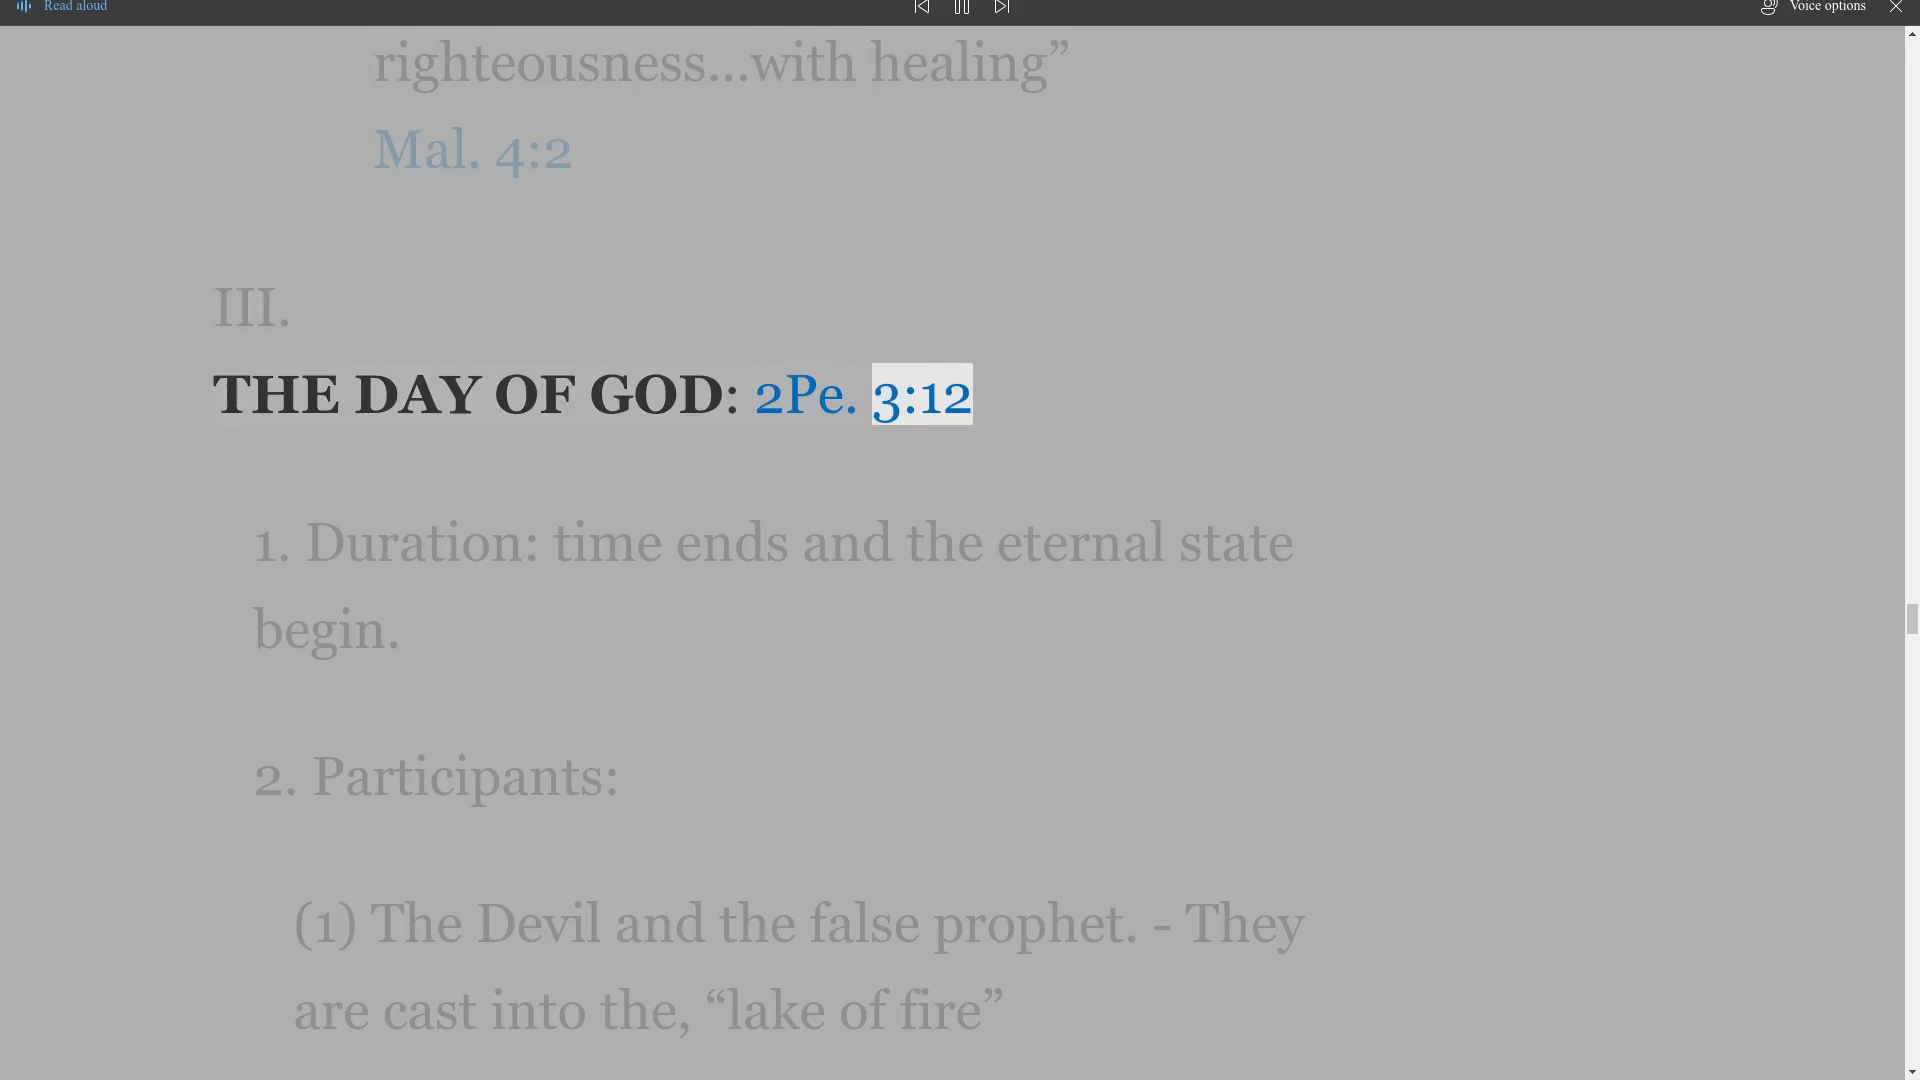 Read aloud
Voice options
righteousness...with healing”
Mal. 4:2
III.
THE DAY OF GOD: 2Pe. 3:12
1. Duration: time ends and the eternal state
begin.
2. Participants:
(1) The Devil and the false prophet. - They
are cast into the, “lake of fire”